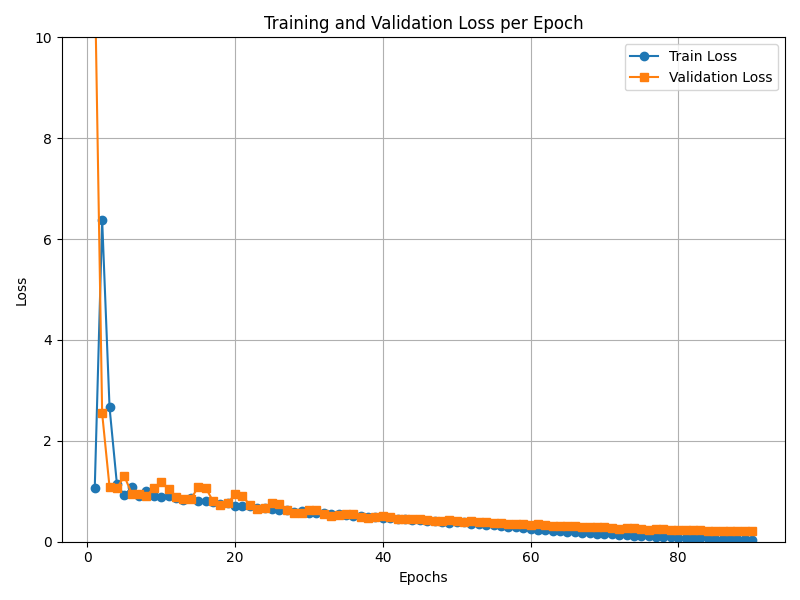 Training and Validation Loss per Epoch
Train Loss
Validation Loss
10
8
6
4
2
0
Loss
0 20 40 60 80
Epochs